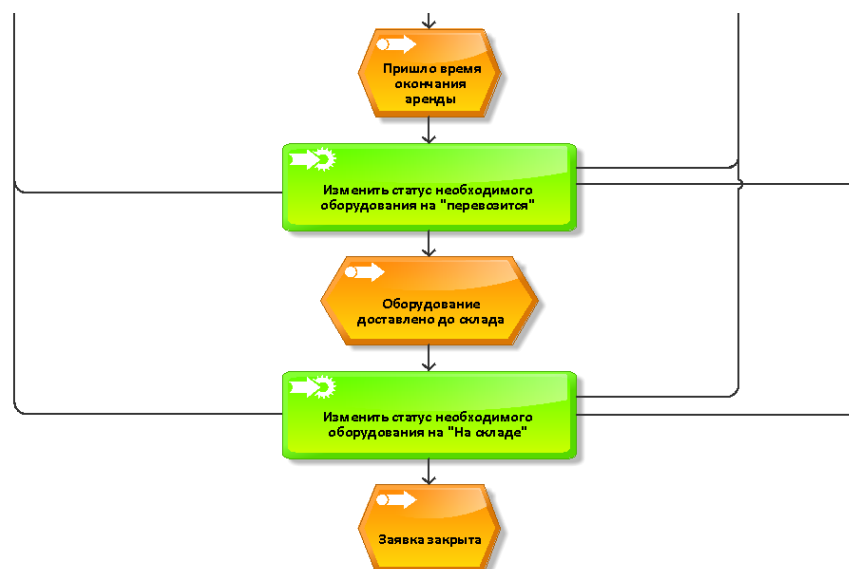 Пришло время
окончания
аренды
Изменить статус необходимого
оборудования на "перевозится"
Оборудование
доставлено до склада
Изменить статус необходимого
оборудования на "На складе"
Заявка закрыта